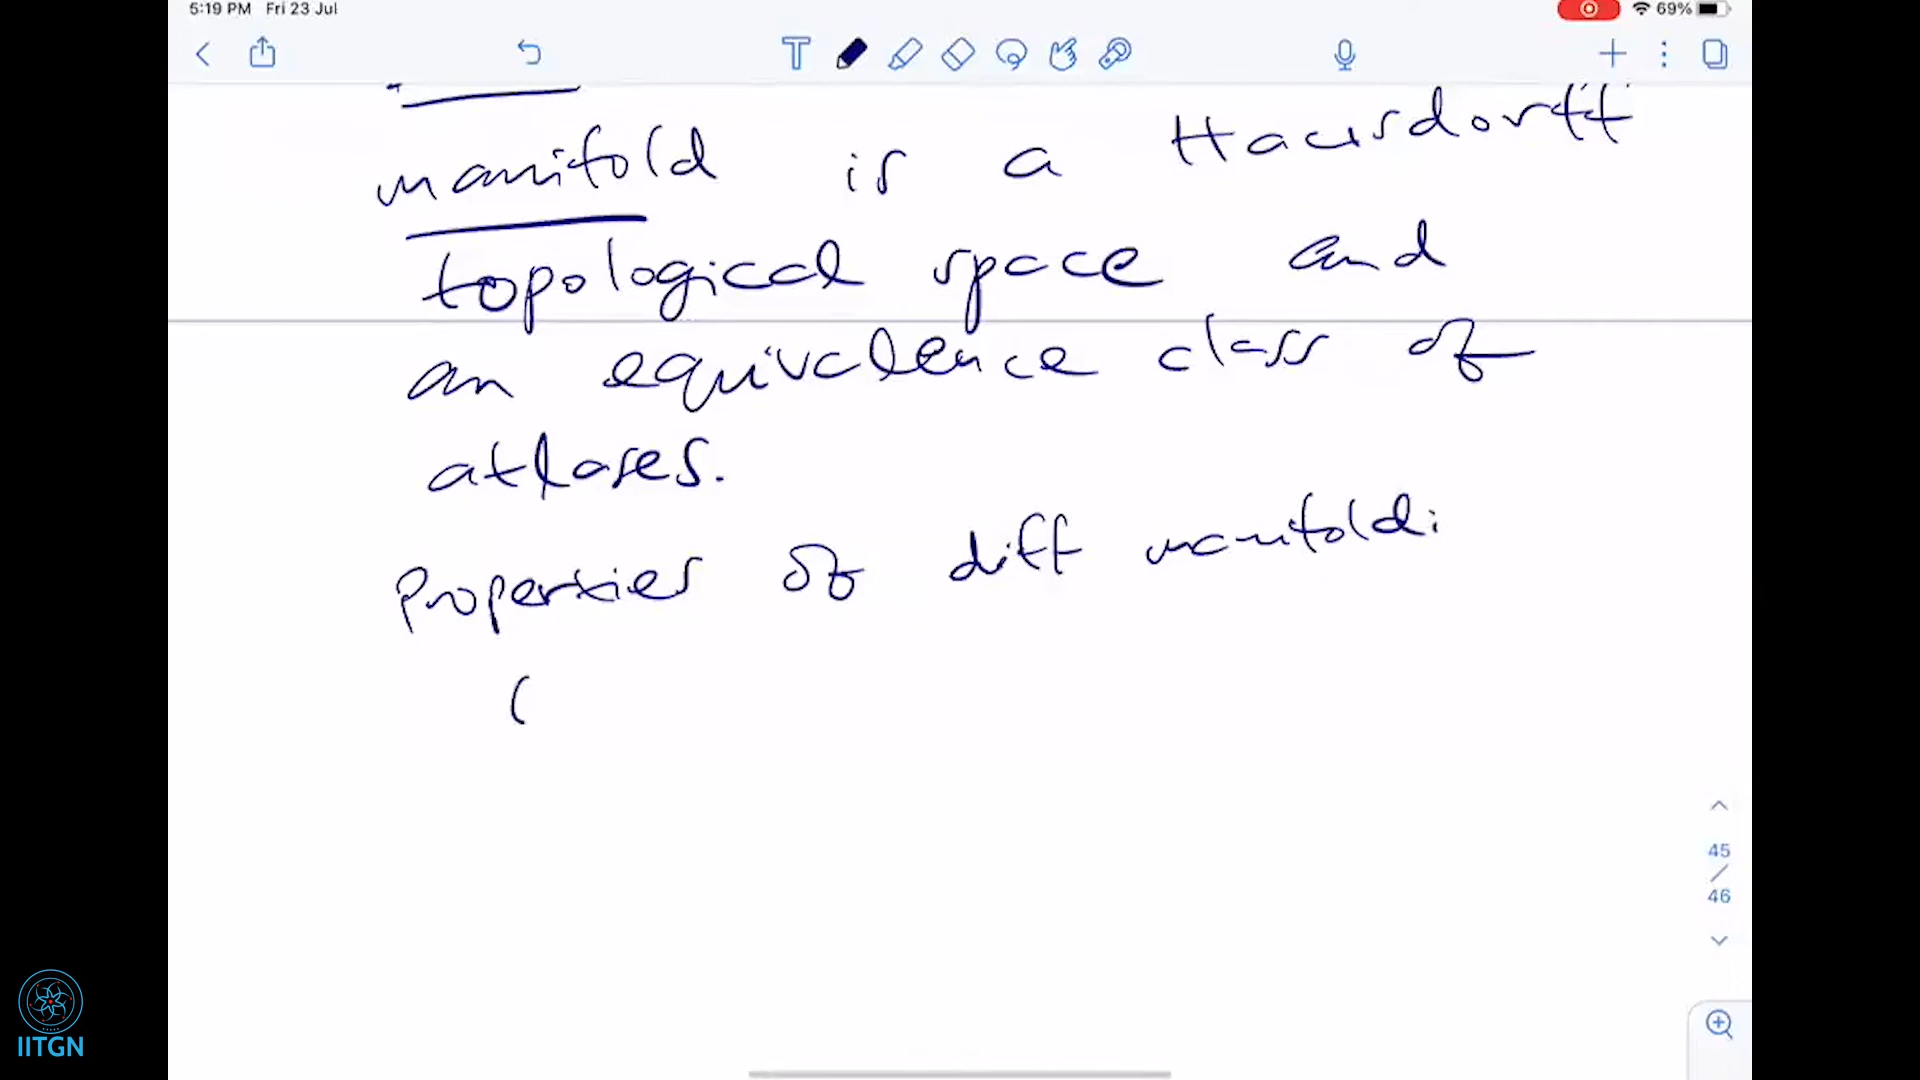 5:19 PM Fri 23 Jul
69%
manifold is a Hausdorff
topological space and
an equivalence class of
atlases.
Properties of diff manifold:
(
45
/
46
IITGN